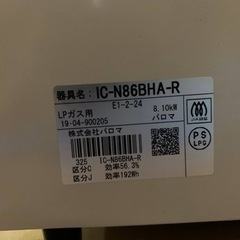 器具名：IC-N86BHA-R
E1-2-24
LPガス用 8.10kW
19·04-900205 パロマ
株式会社パロマ
PS
LPG
325 IC-N86BHA-R
区分C 効率56.3%
区分J 効率192Wh